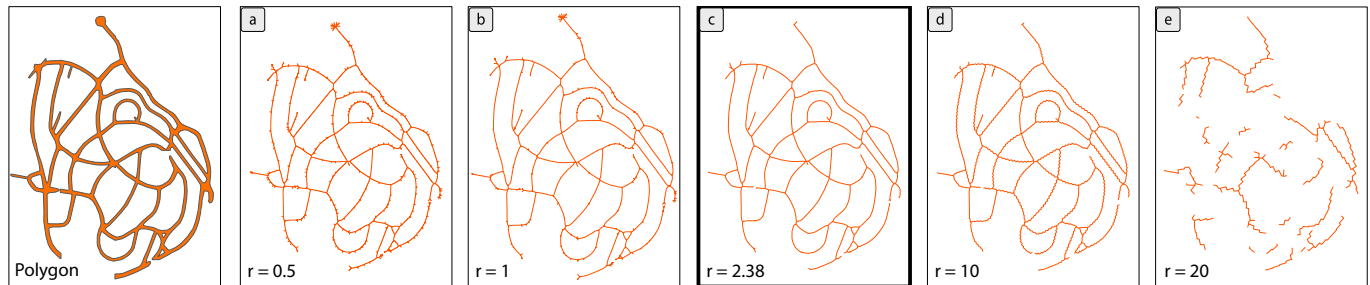 Polygon
a
r = 0.5
b
r = 1
c
r = 2.38
d
r = 10
e
r = 20